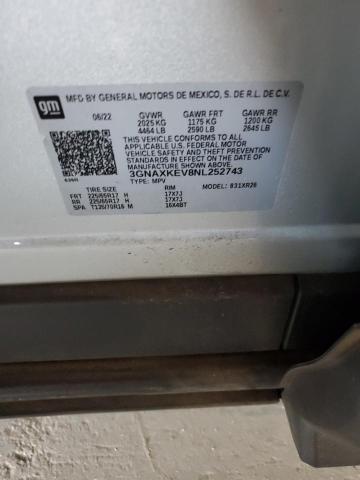 gm
MFD BY GENERAL MOTORS DE MEXICO, S. DE R.L. DE C.V.
06/22 GVWR GAWR FRT GAWR RR
2025 KG 1175 KG 1200 KG
4464 LB 2590 LB 2645 LB
THIS VEHICLE CONFORMS TO ALL
APPLICABLE U.S. FEDERAL MOTOR
VEHICLE SAFETY AND THEFT PREVENTION
STANDARDS IN EFFECT ON THE DATE OF
MANUFACTURE SHOWN ABOVE.
3GNAXKEV8NL252743
TYPE: MPV MODEL: 831XR26
TIRE SIZE RIM
FRT 225/65R17 H 17X7J
RR 225/65R17 H 17X7J
SPA T135/70R16 M 16X4BT